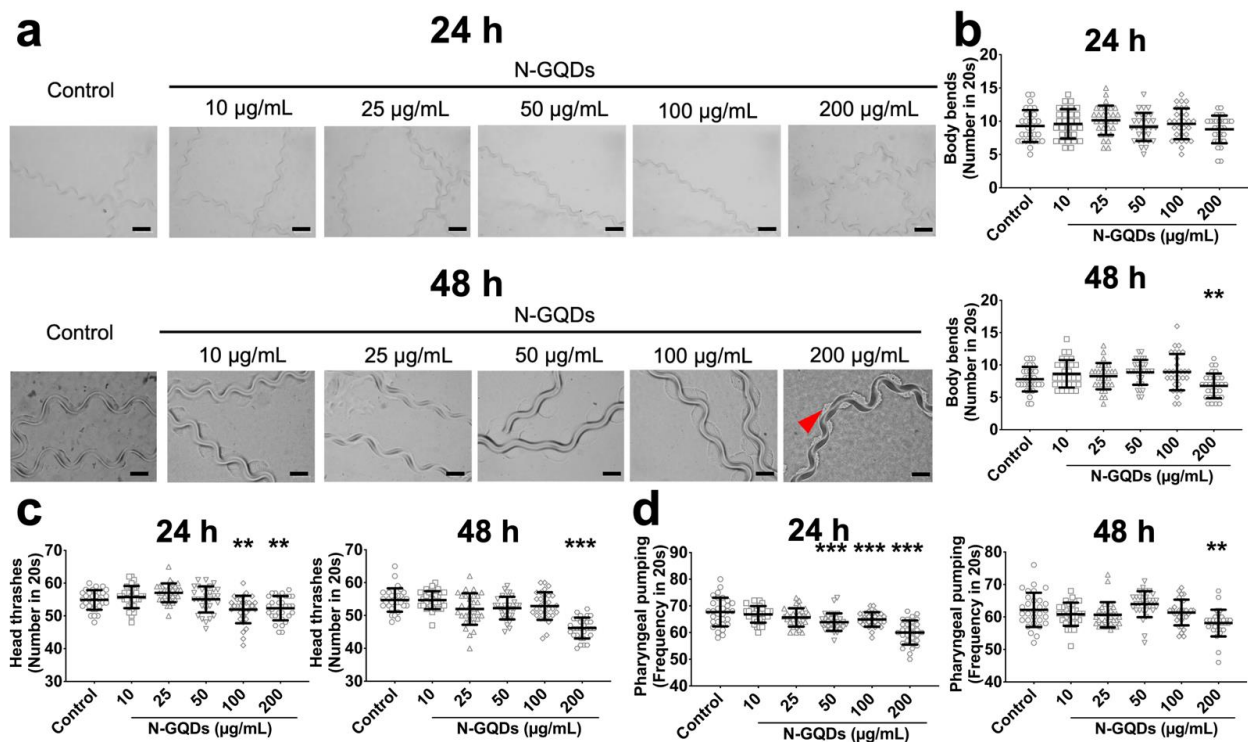 a
24 h
Control
N-GQDs
10 µg/mL
25 µg/mL
50 µg/mL
100 µg/mL
200 µg/mL
48 h
Control
N-GQDs
10 µg/mL
25 µg/mL
50 µg/mL
100 µg/mL
200 µg/mL
b
24 h
Body bends
(Number in 20s)
20
15
10
5
0
Control
10
25
50
100
200
N-GQDs (µg/mL)
48 h
**
Body bends
(Number in 20s)
20
15
10
5
0
Control
10
25
50
100
200
N-GQDs (µg/mL)
c
24 h
** **
Head thrashes
(Number in 20s)
70
60
50
40
30
Control
10
25
50
100
200
N-GQDs (µg/mL)
48 h
***
Head thrashes
(Number in 20s)
70
60
50
40
30
Control
10
25
50
100
200
N-GQDs (µg/mL)
d
24 h
*** *** ***
Pharyngeal pumping
(Frequency in 20s)
90
80
70
60
50
40
Control
10
25
50
100
200
N-GQDs (µg/mL)
48 h
**
Pharyngeal pumping
(Frequency in 20s)
80
70
60
50
40
Control
10
25
50
100
200
N-GQDs (µg/mL)